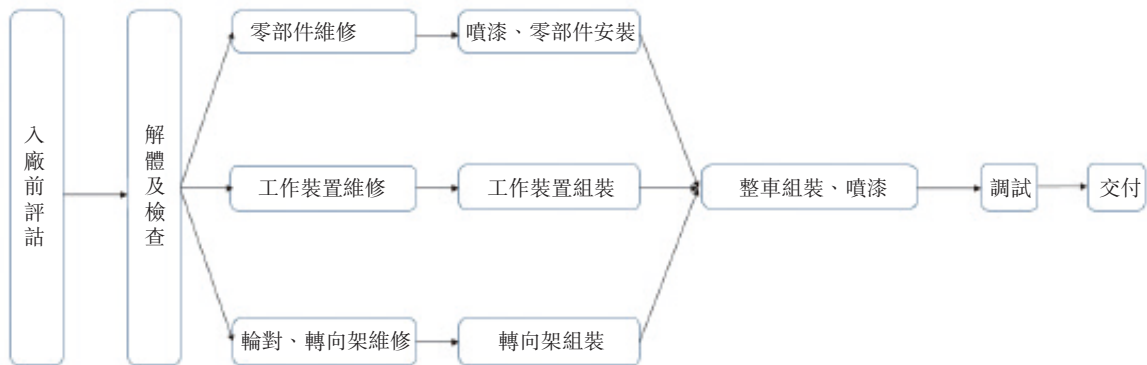 入廠前評詁
解體及檢查
零部件維修
噴漆、零部件安裝
工作裝置維修
工作裝置組裝
輪對、轉向架維修
轉向架組裝
整車組裝、噴漆
調試
交付